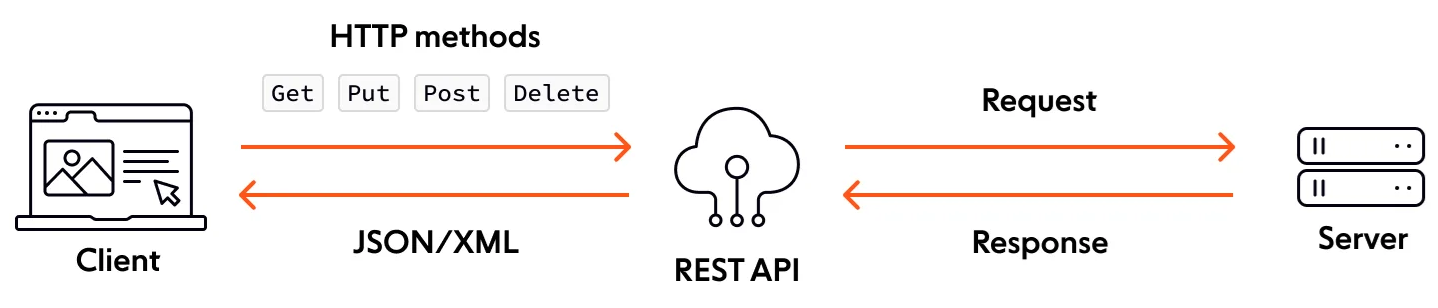 HTTP methods
Get Put Post Delete
Request
JSON/XML
Response
Client
REST API
Server